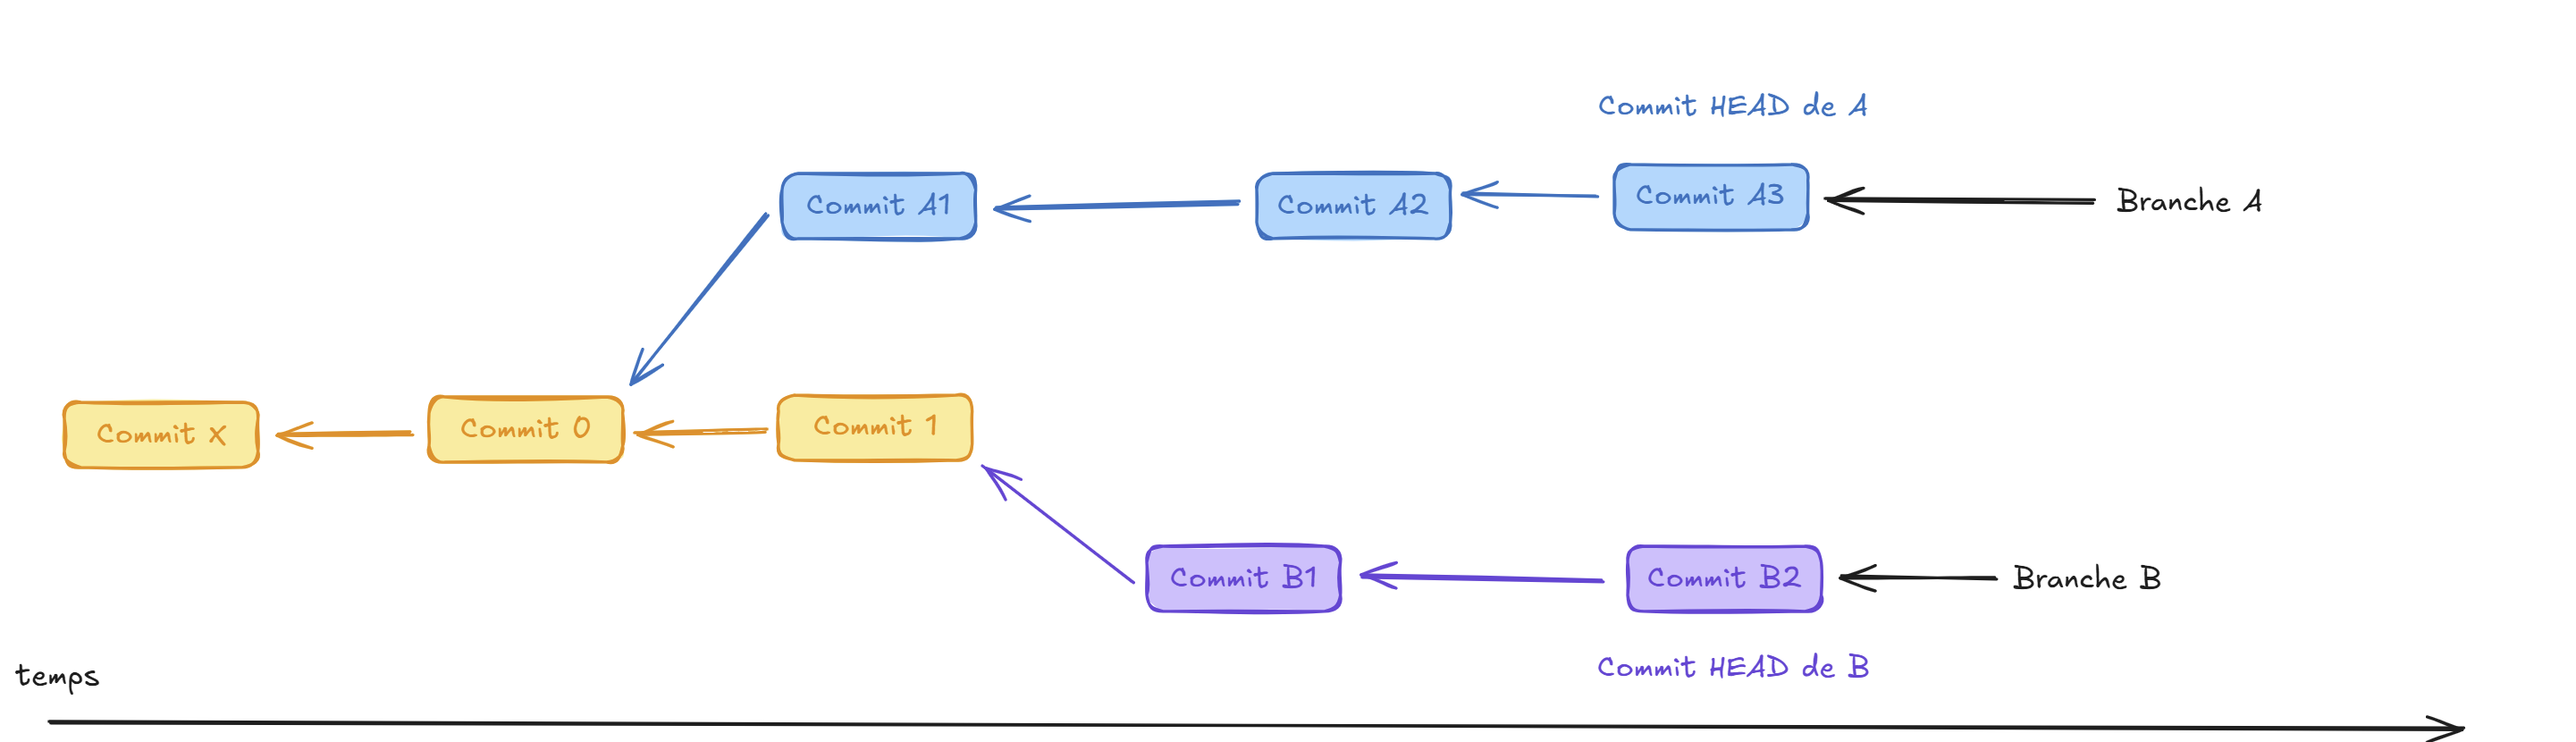 Commit HEAD de A
Commit A1
Commit A2
Commit A3
Branche A
Commit X
Commit 0
Commit 1
Commit B1
Commit B2
Branche B
Commit HEAD de B
temps